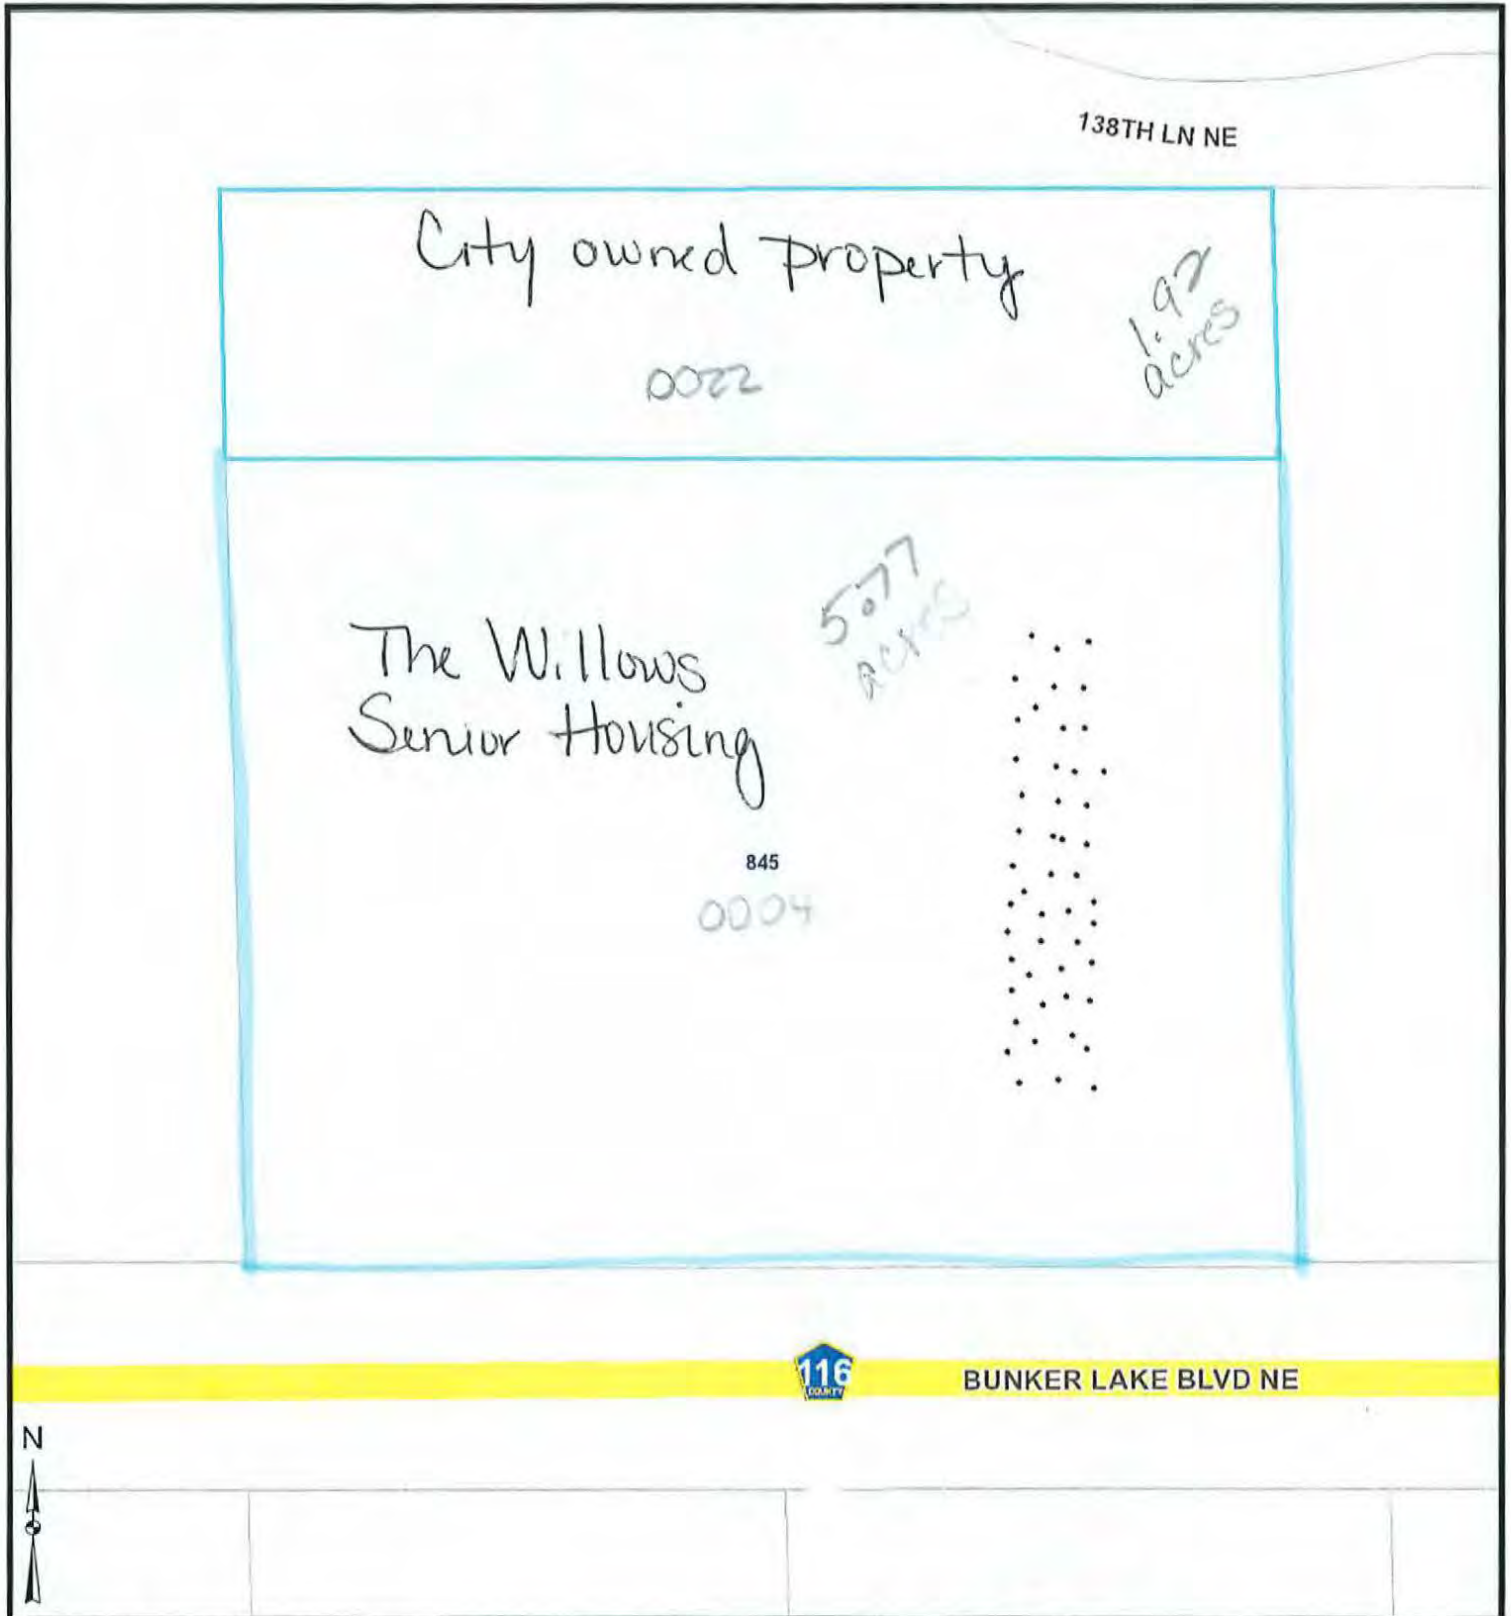 138TH LN NE
City owned property
1.92
acres
0022
5.77
acres
The Willows
Senior Housing
845
0004
116
COUNTY
BUNKER LAKE BLVD NE
N